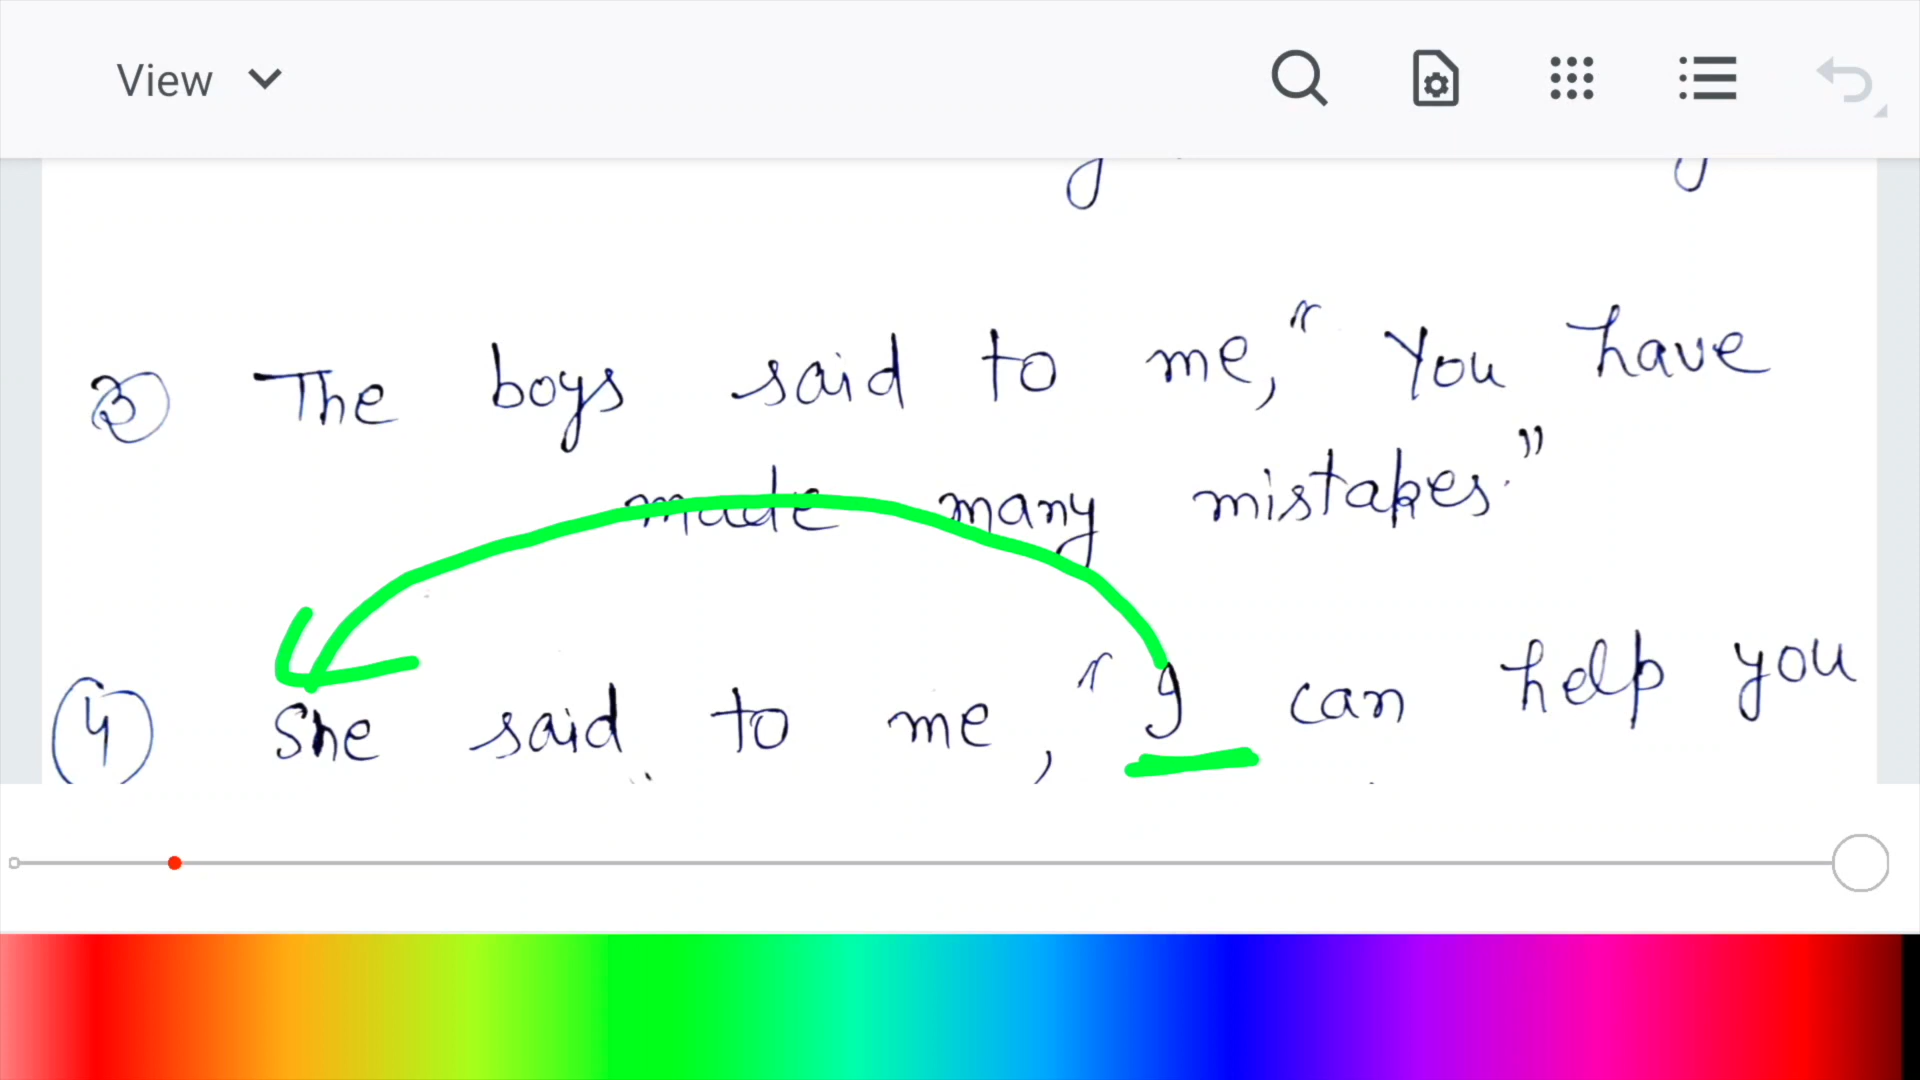 View
3 The boys said to me, "You have
made many mistakes."
(4) She said to me, "I can help you